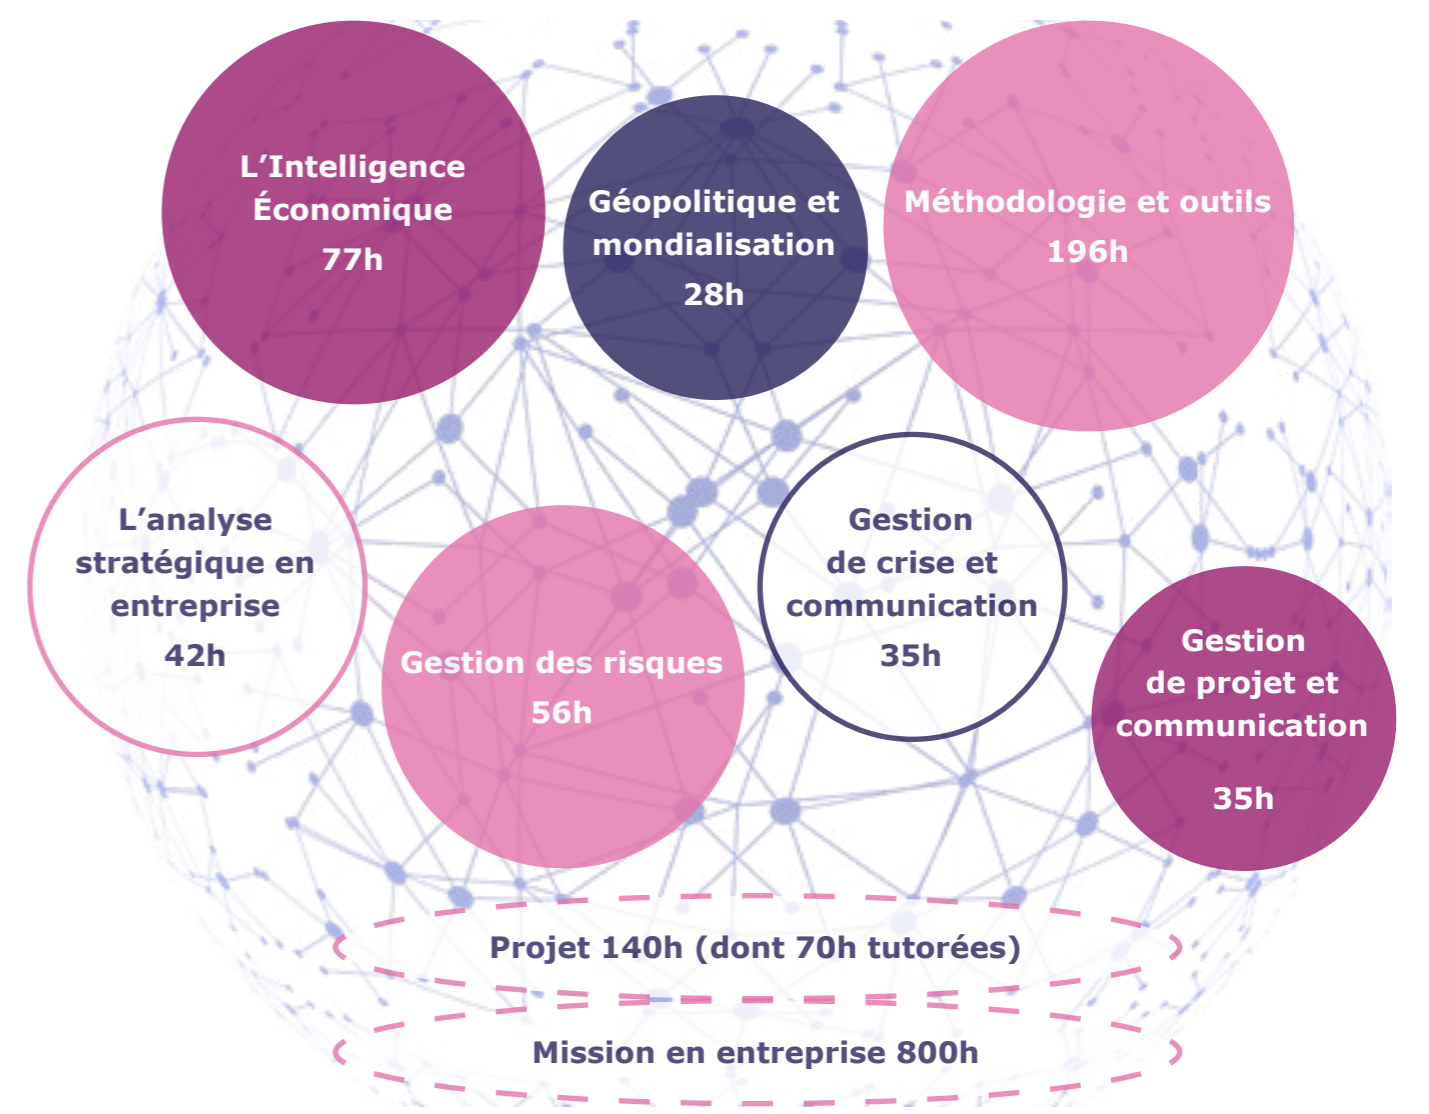 L’Intelligence
Économique
77h
Géopolitique et
mondialisation
28h
Méthodologie et outils
196h
L’analyse
stratégique en
entreprise
42h
Gestion des risques
56h
Gestion
de crise et
communication
35h
Gestion
de projet et
communication
35h
Projet 140h (dont 70h tutorées)
Mission en entreprise 800h